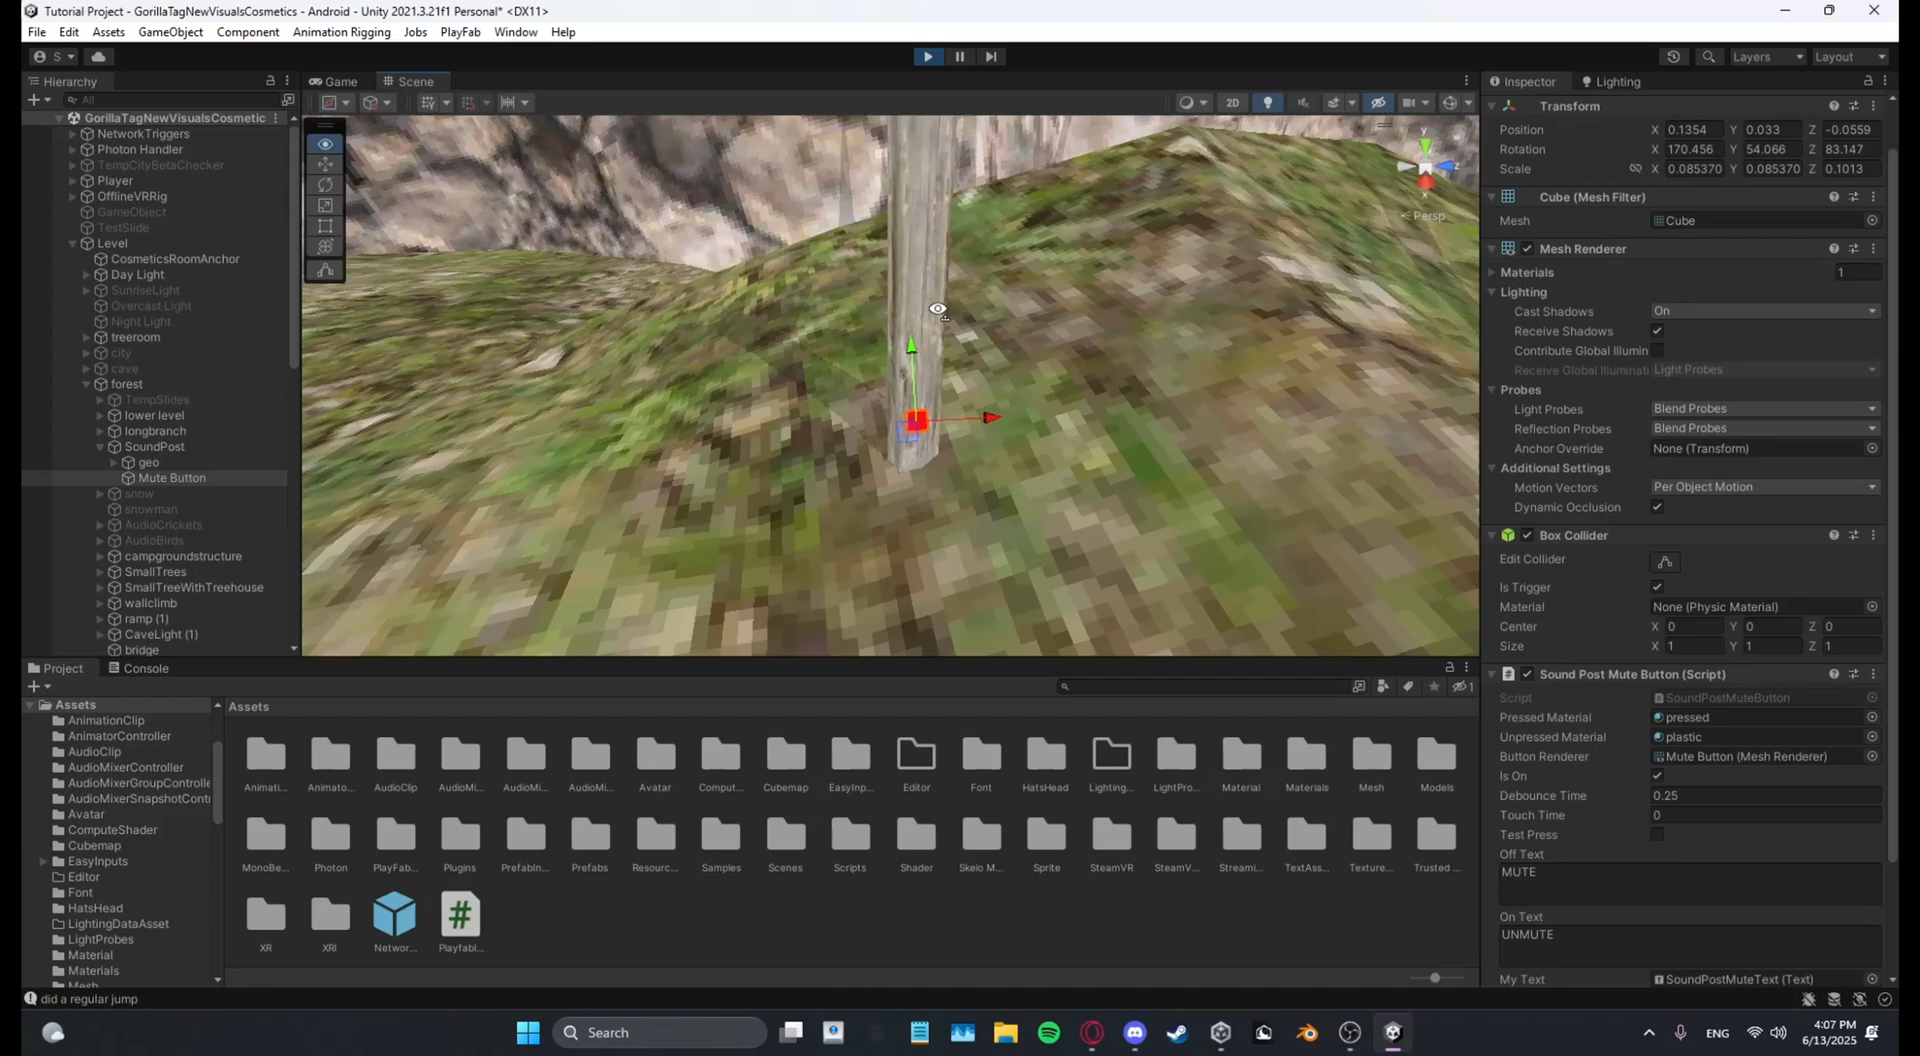 Tutorial Project - GorillaTagNewVisualsCosmetics - Android - Unity 2021.3.21f1 Personal* <DX11>
File Edit Assets GameObject Component Animation Rigging Jobs PlayFab Window Help
S Layers Layout
Hierarchy
All
GorillaTagNewVisualsCosmetic
NetworkTriggers
Photon Handler
TempCityBetaChecker
Player
OfflineVRRig
GameObject
TestSlide
Level
CosmeticsRoomAnchor
Day Light
SunriseLight
Overcast Light
Night Light
treeroom
city
cave
forest
TempSlides
lower level
longbranch
SoundPost
geo
Mute Button
snow
snowman
AudioCrickets
AudioBirds
campgroundstructure
SmallTrees
SmallTreeWithTreehouse
wallclimb
ramp (1)
CaveLight (1)
bridge
Game Scene
2D
y
z
x
Persp
Inspector Lighting
Transform
Position X 0.1354 Y 0.033 Z -0.0559
Rotation X 170.456 Y 54.066 Z 83.147
Scale X 0.085370 Y 0.085370 Z 0.1013
Cube (Mesh Filter)
Mesh Cube
Mesh Renderer
Materials 1
Lighting
Cast Shadows On
Receive Shadows
Contribute Global Illumin
Receive Global Illuminati Light Probes
Probes
Light Probes Blend Probes
Reflection Probes Blend Probes
Anchor Override None (Transform)
Additional Settings
Motion Vectors Per Object Motion
Dynamic Occlusion
Box Collider
Edit Collider
Is Trigger
Material None (Physic Material)
Center X 0 Y 0 Z 0
Size X 1 Y 1 Z 1
# Sound Post Mute Button (Script)
Script SoundPostMuteButton
Pressed Material pressed
Unpressed Material plastic
Button Renderer Mute Button (Mesh Renderer)
Is On
Debounce Time 0.25
Touch Time 0
Test Press
Off Text
MUTE
On Text
UNMUTE
My Text SoundPostMuteText (Text)
Project Console
1
Assets
AnimationClip
AnimatorController
AudioClip
AudioMixerController
AudioMixerGroupControlle
AudioMixerSnapshotCont
Avatar
ComputeShader
Cubemap
EasyInputs
Editor
Font
HatsHead
LightingDataAsset
LightProbes
Material
Materials
Mesh
Assets
Animati... Animato... AudioClip AudioMi... AudioMi... AudioMi... Avatar Comput... Cubemap EasyInp... Editor Font HatsHead Lighting... LightPro... Material Materials Mesh Models
MonoBe... Photon PlayFab... Plugins PrefabIn... Prefabs Resourc... Samples Scenes Scripts Shader Skelo M... Sprite SteamVR SteamV... Streami... TextAss... Texture... Trusted ...
XR XRI Networ... Playfabl...
did a regular jump
Search
ENG
4:07 PM
6/13/2025